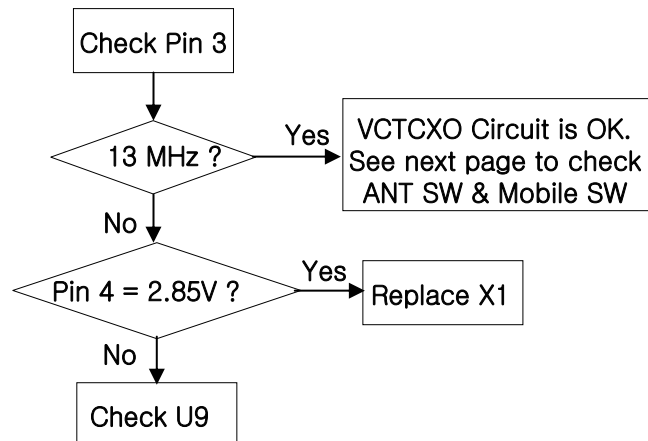 Check Pin 3
13 MHz ?
Yes
VCTCXO Circuit is OK.
See next page to check
ANT SW & Mobile SW
No
Pin 4 = 2.85V ?
Yes
Replace X1
No
Check U9